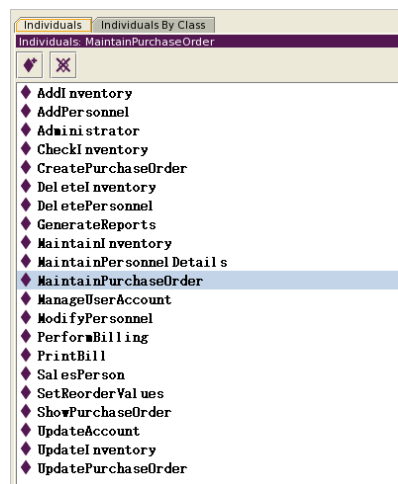 Individuals Individuals By Class
Individuals: MaintainPurchaseOrder
AddInventory
AddPersonnel
Administrator
CheckInventory
CreatePurchaseOrder
DeleteInventory
DeletePersonnel
GenerateReports
MaintainInventory
MaintainPersonnelDetails
MaintainPurchaseOrder
ManageUserAccount
ModifyPersonnel
PerformBilling
PrintBill
SalesPerson
SetReorderValues
ShowPurchaseOrder
UpdateAccount
UpdateInventory
UpdatePurchaseOrder